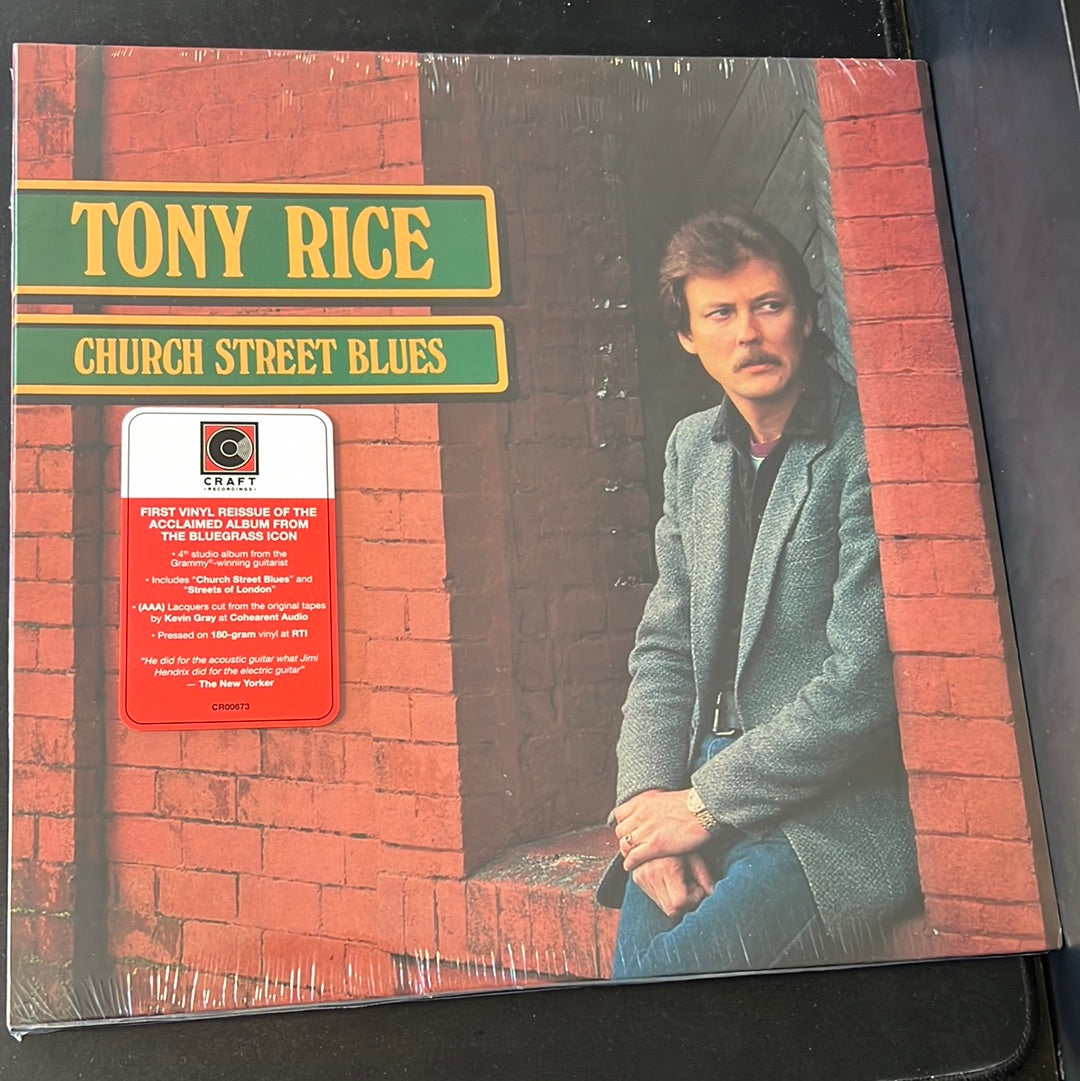 TONY RICE
CHURCH STREET BLUES
CRAFT
• RECORDINGS •
FIRST VINYL REISSUE OF THE
ACCLAIMED ALBUM FROM
THE BLUEGRASS ICON
• 4th studio album from the
Grammy®-winning guitarist
• Includes “Church Street Blues” and
“Streets of London”
• (AAA) Lacquers cut from the original tapes
by Kevin Gray at Cohearent Audio
• Pressed on 180-gram vinyl at RTI
“He did for the acoustic guitar what Jimi
Hendrix did for the electric guitar”
— The New Yorker
CR00673